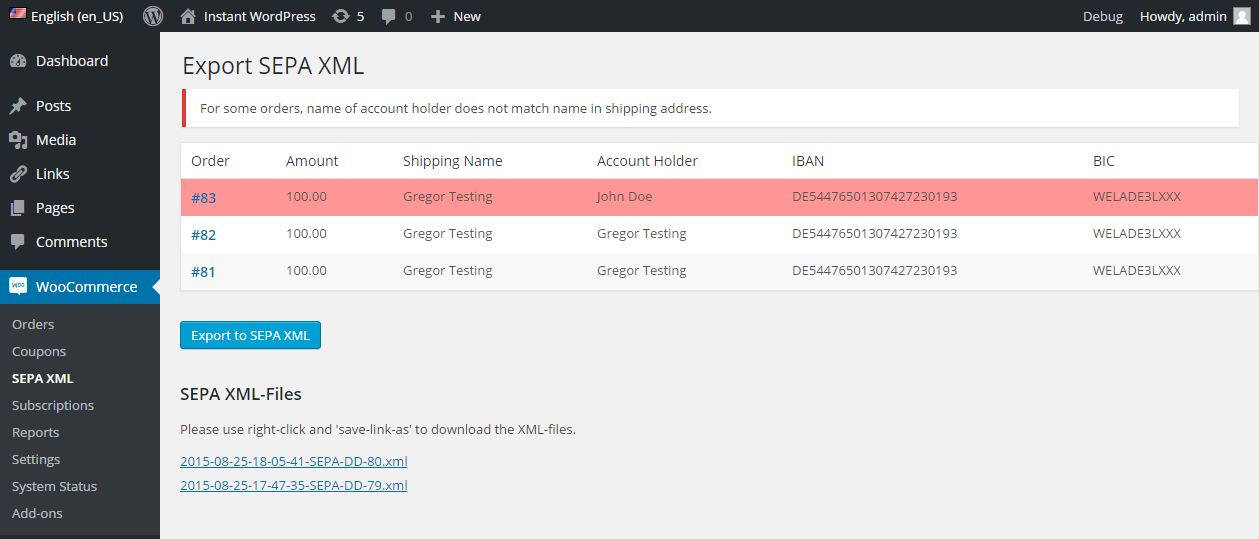 English (en_US) Instant WordPress 5 0 New Debug Howdy, admin
Dashboard
Posts
Media
Links
Pages
Comments
WooCommerce
Orders
Coupons
SEPA XML
Subscriptions
Reports
Settings
System Status
Add-ons
Export SEPA XML
For some orders, name of account holder does not match name in shipping address.
Order Amount Shipping Name Account Holder IBAN BIC
#83 100.00 Gregor Testing John Doe DE54476501307427230193 WELADE3LXXX
#82 100.00 Gregor Testing Gregor Testing DE54476501307427230193 WELADE3LXXX
#81 100.00 Gregor Testing Gregor Testing DE54476501307427230193 WELADE3LXXX
Export to SEPA XML
SEPA XML-Files
Please use right-click and 'save-link-as' to download the XML-files.
2015-08-25-18-05-41-SEPA-DD-80.xml
2015-08-25-17-47-35-SEPA-DD-79.xml